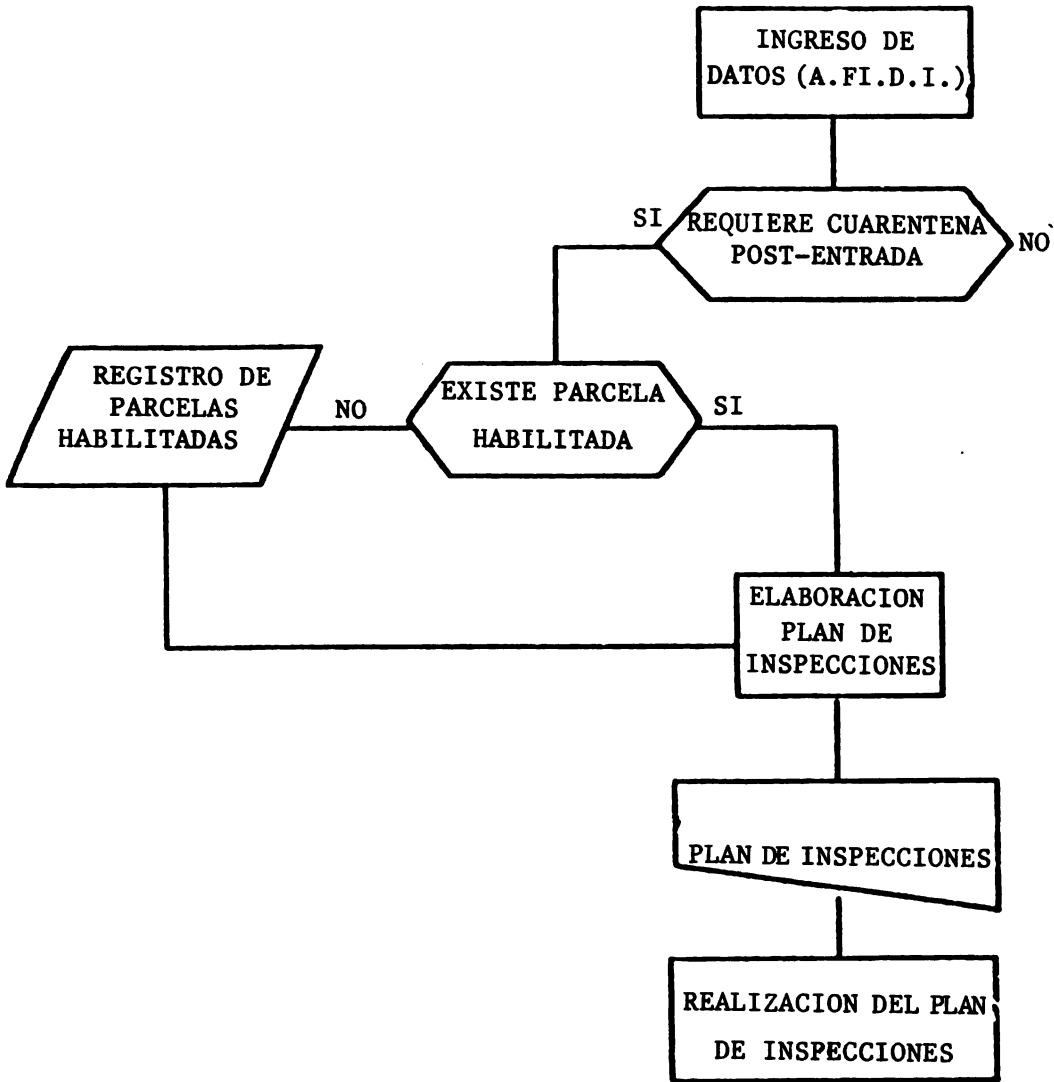 INGRESO DE
DATOS (A.FI.D.I.)
SI
REQUIERE CUARENTENA
POST-ENTRADA
NO
REGISTRO DE
PARCELAS
HABILITADAS
NO
EXISTE PARCELA
HABILITADA
SI
ELABORACION
PLAN DE
INSPECCIONES
PLAN DE INSPECCIONES
REALIZACION DEL PLAN
DE INSPECCIONES